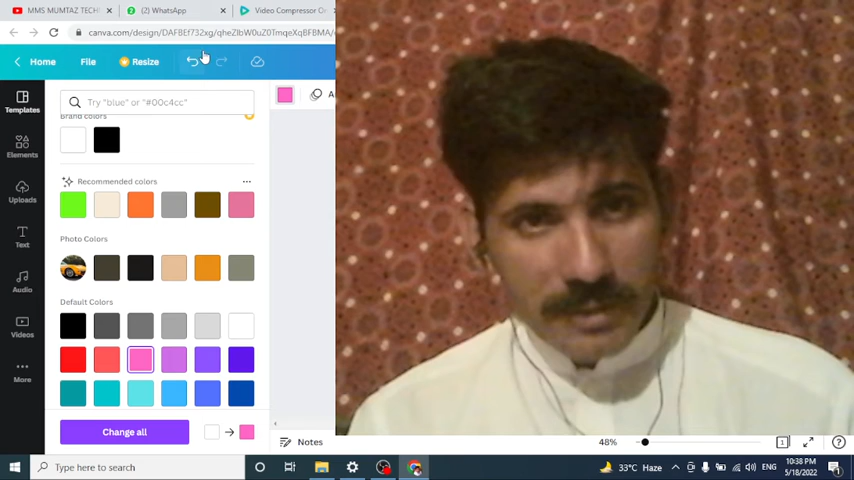 MMS MUMTAZ TECH
(2) WhatsApp
Video Compressor O
canva.com/design/DAFBEf732xg/qheZlbW0uZ0TmqeXqBFBMA/
Home
File
Resize
Try "blue" or "#00c4cc"
A
Templates
Brand colors
Elements
Recommended colors
Uploads
Photo Colors
Text
Audio
Default Colors
Videos
More
Change all
Notes
48%
1
Type here to search
33°C Haze
ENG
10:38 PM
5/18/2022